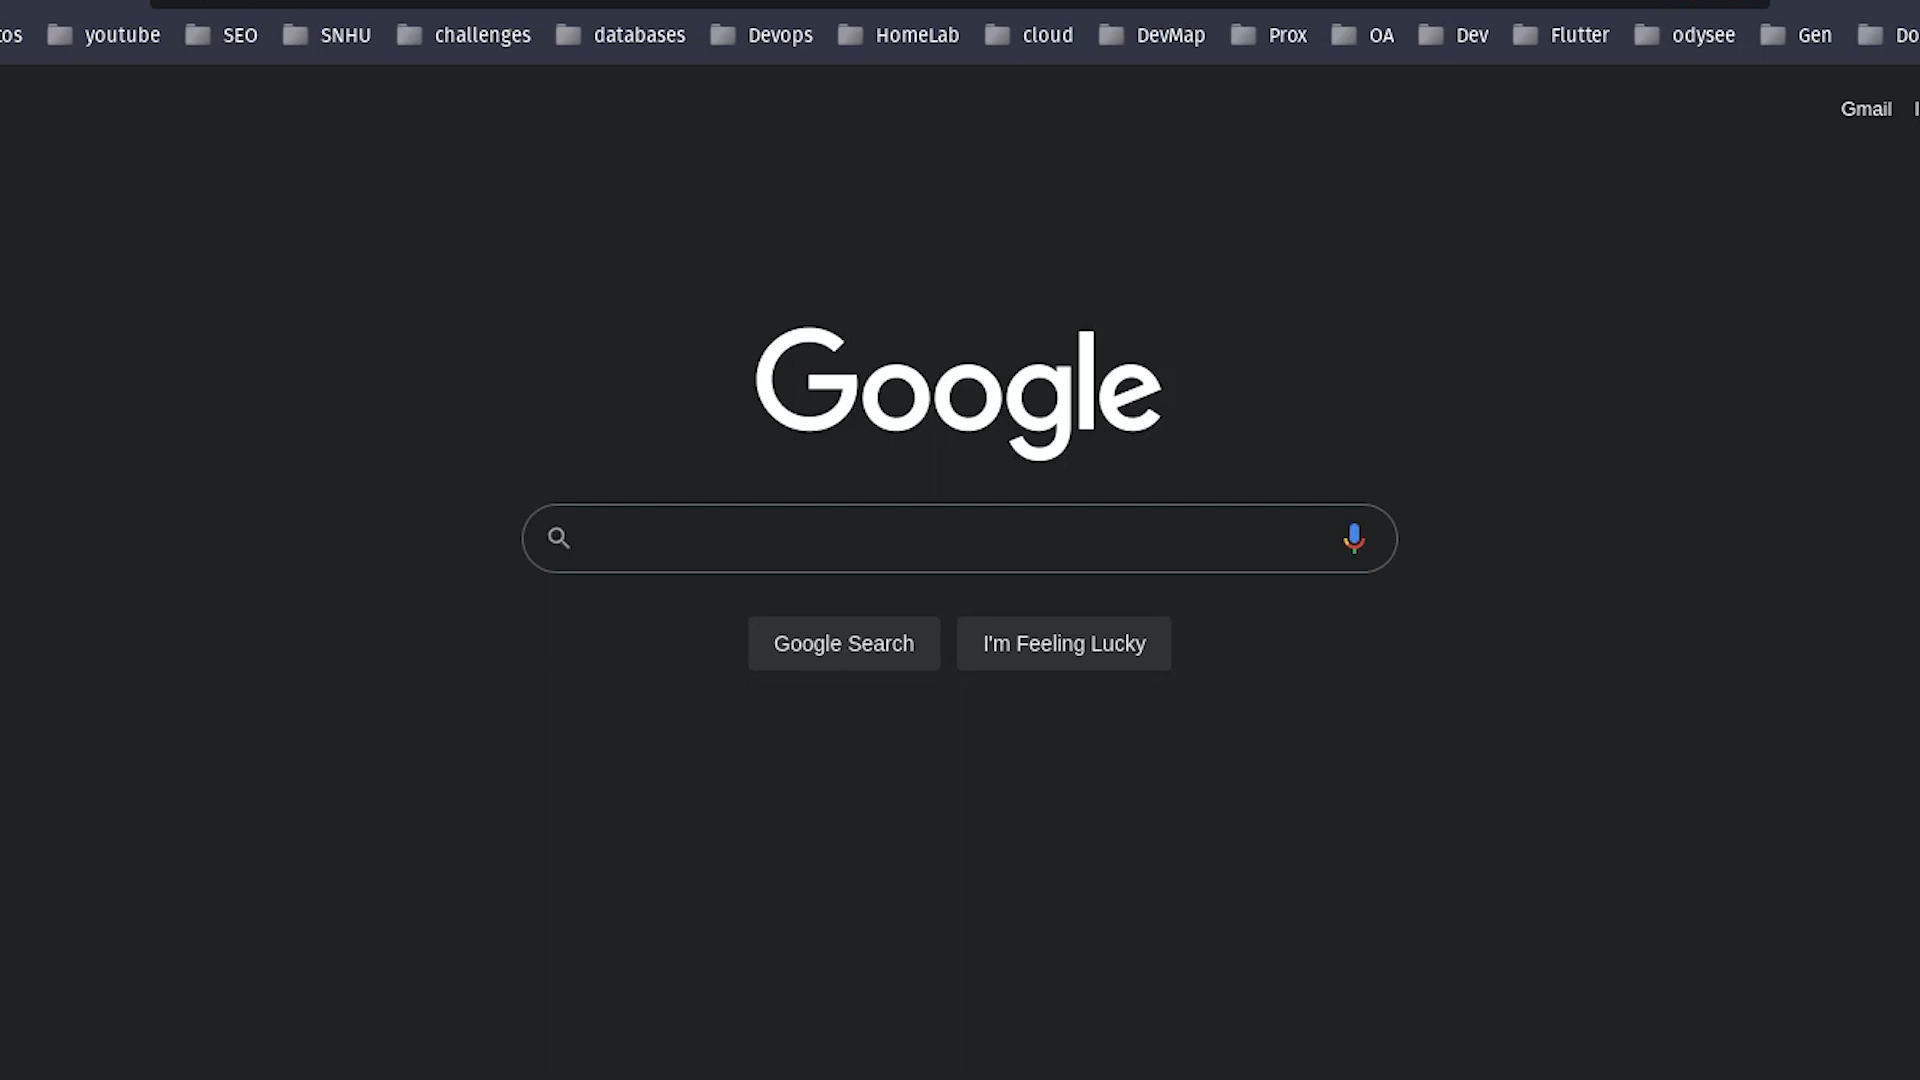 youtube SEO SNHU challenges databases Devops HomeLab cloud DevMap Prox OA Dev Flutter odysee Gen
Gmail
Google
Google Search I'm Feeling Lucky